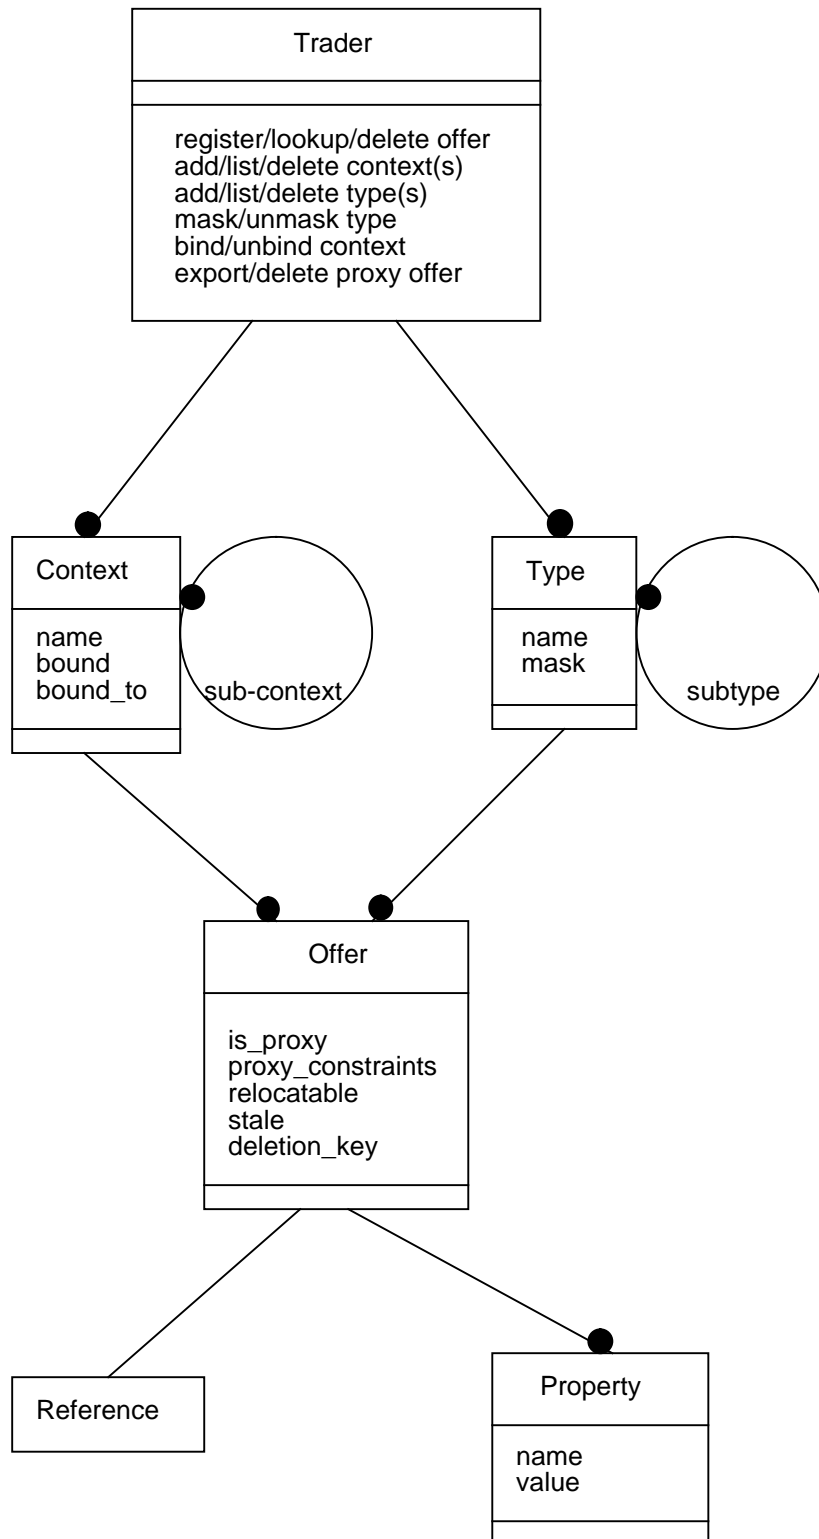 Trader
register/lookup/delete offer
add/list/delete context(s)
add/list/delete type(s)
mask/unmask type
bind/unbind context
export/delete proxy offer
Context
name
bound
bound_to
sub-context
Type
name
mask
subtype
Offer
is_proxy
proxy_constraints
relocatable
stale
deletion_key
Reference
Property
name
value